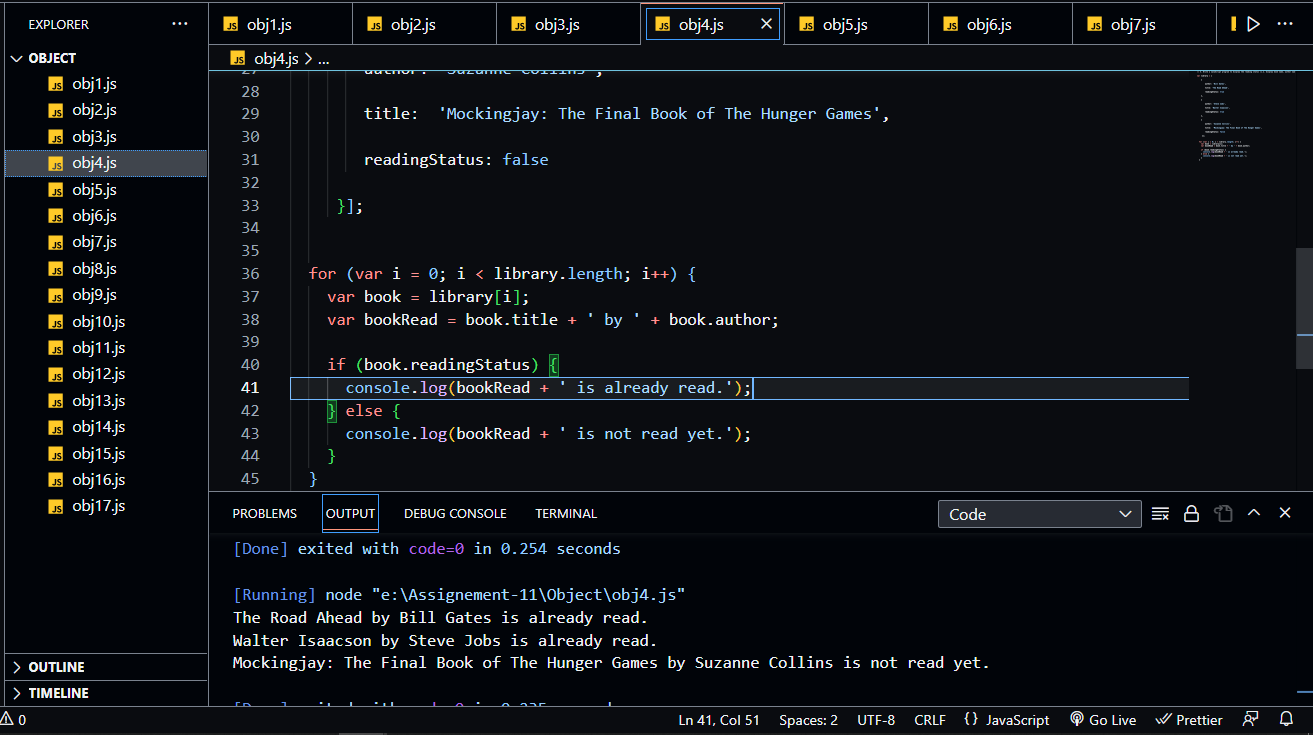 EXPLORER
OBJECT
obj1.js
obj2.js
obj3.js
obj4.js
obj5.js
obj6.js
obj7.js
obj8.js
obj9.js
obj10.js
obj11.js
obj12.js
obj13.js
obj14.js
obj15.js
obj16.js
obj17.js
OUTLINE
TIMELINE
obj1.js obj2.js obj3.js obj4.js obj5.js obj6.js obj7.js
obj4.js > ...
27 author: 'Suzanne Collins',
28
29 title:  'Mockingjay: The Final Book of The Hunger Games',
30
31 readingStatus: false
32
33 }];
34
35
36 for (var i = 0; i < library.length; i++) {
37 var book = library[i];
38 var bookRead = book.title + ' by ' + book.author;
39
40 if (book.readingStatus) {
41 console.log(bookRead + ' is already read.');
42 } else {
43 console.log(bookRead + ' is not read yet.');
44 }
45 }
PROBLEMS OUTPUT DEBUG CONSOLE TERMINAL Code
[Done] exited with code=0 in 0.254 seconds
[Running] node "e:\Assignement-11\Object\obj4.js"
The Road Ahead by Bill Gates is already read.
Walter Isaacson by Steve Jobs is already read.
Mockingjay: The Final Book of The Hunger Games by Suzanne Collins is not read yet.
0 Ln 41, Col 51 Spaces: 2 UTF-8 CRLF {} JavaScript Go Live Prettier